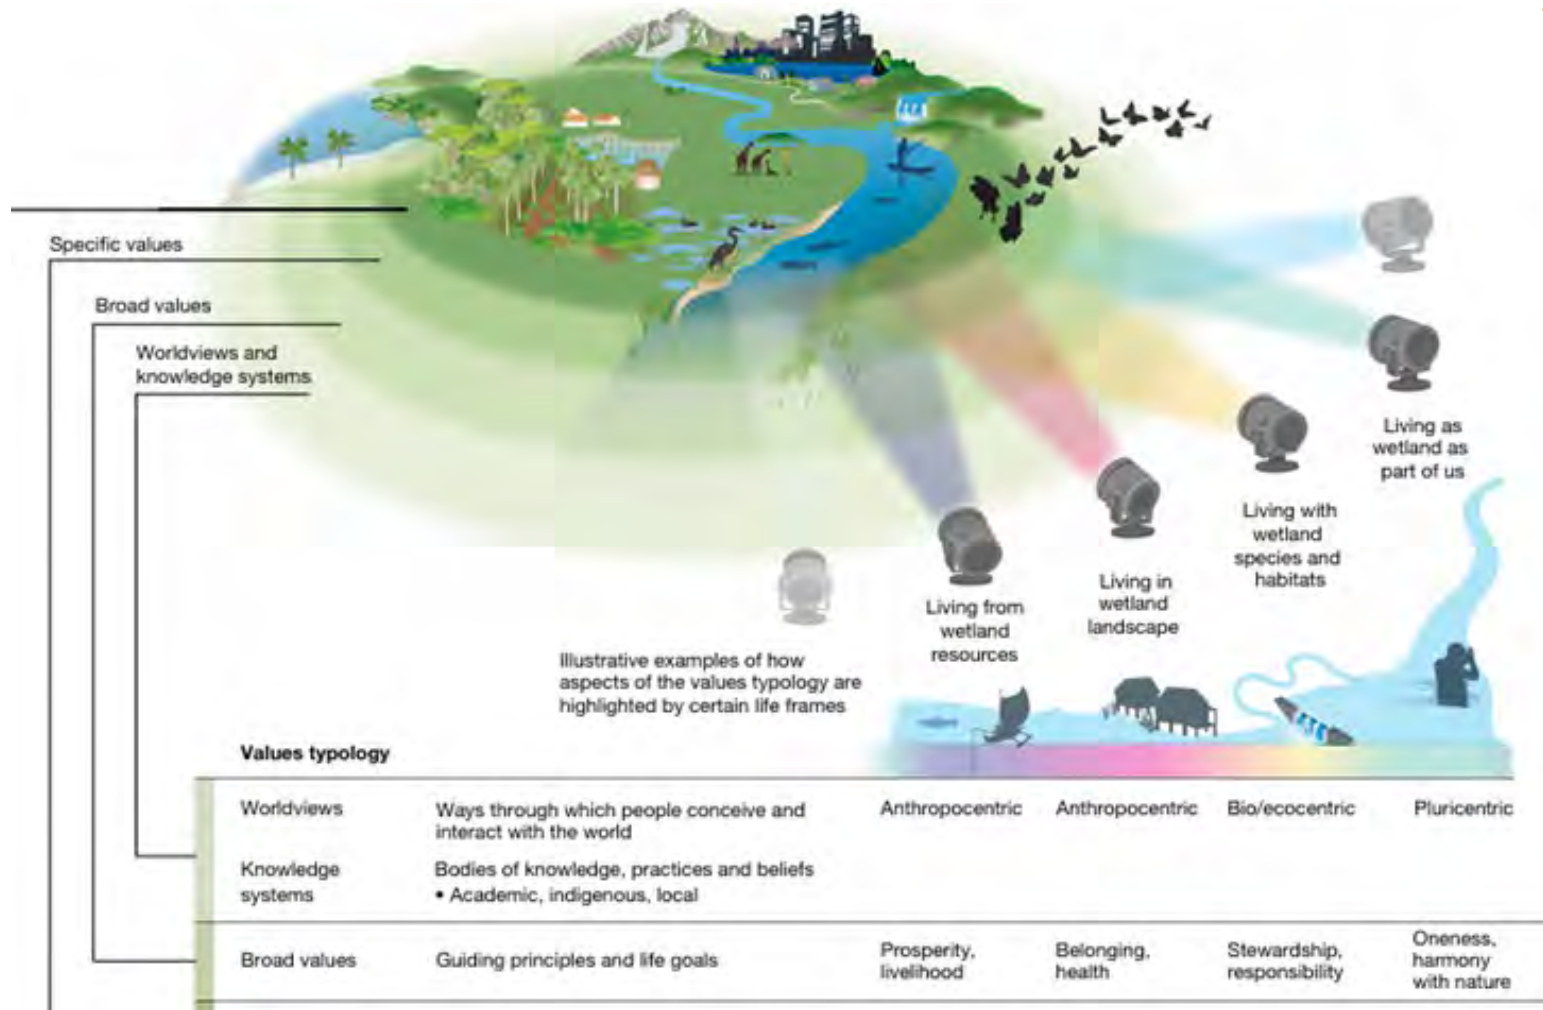 Specific values
Broad values
Worldviews and
knowledge systems
Living as
wetland as
part of us
Living with
wetland
species and
habitats
Living in
wetland
landscape
Living from
wetland
resources
Illustrative examples of how
aspects of the values typology are
highlighted by certain life frames
Values typology
Worldviews
Ways through which people conceive and
interact with the world
Anthropocentric
Anthropocentric
Bio/ecocentric
Pluricentric
Knowledge
systems
Bodies of knowledge, practices and beliefs
• Academic, indigenous, local
Broad values
Guiding principles and life goals
Prosperity,
livelihood
Belonging,
health
Stewardship,
responsibility
Oneness,
harmony
with nature